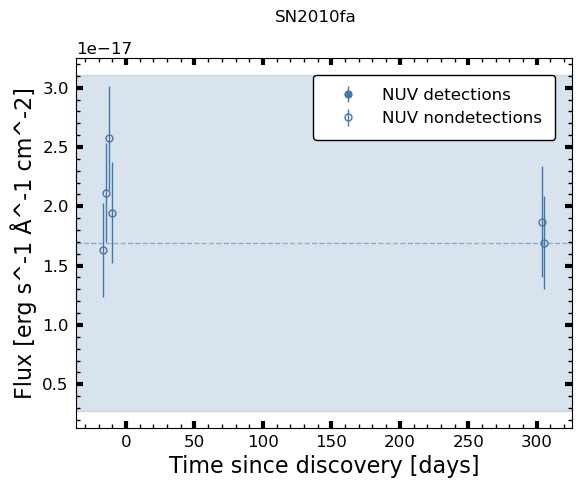 SN2010fa
1e−17
Flux [erg s^-1 Å^-1 cm^-2]
3.0
2.5
2.0
1.5
1.0
0.5
NUV detections
NUV nondetections
0 50 100 150 200 250 300
Time since discovery [days]